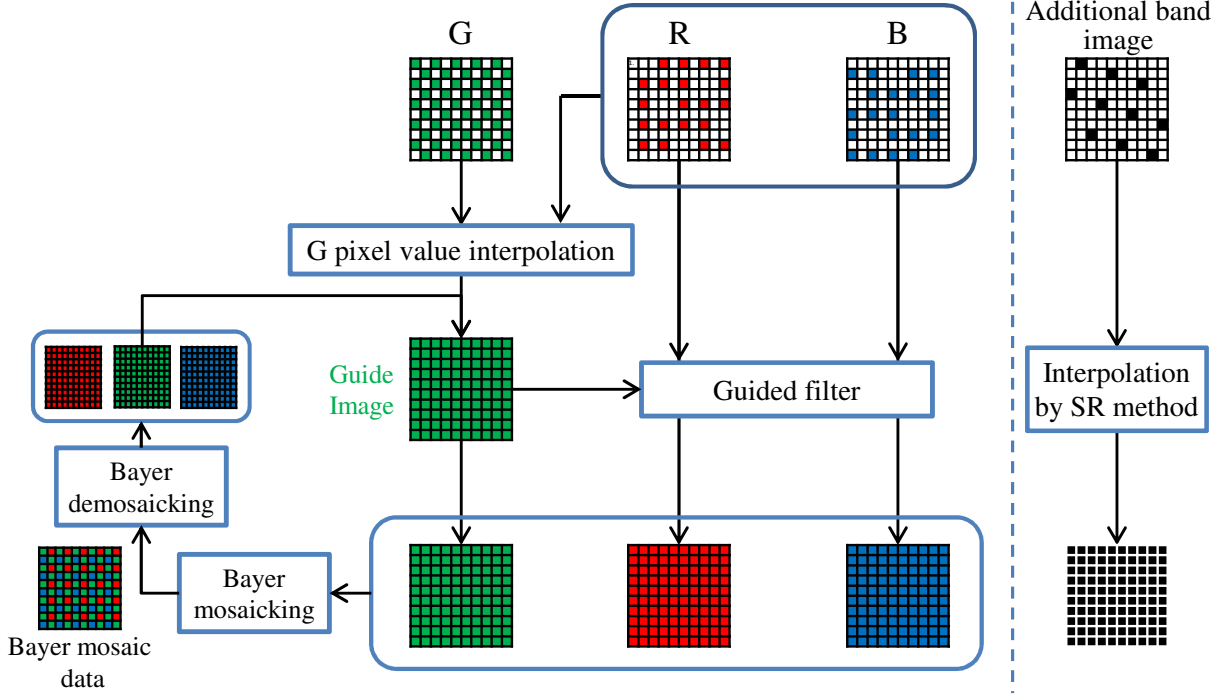 G
R
B
Additional band
image
G pixel value interpolation
Guide
Image
Guided filter
Interpolation
by SR method
Bayer
demosaicking
Bayer
mosaicking
Bayer mosaic
data